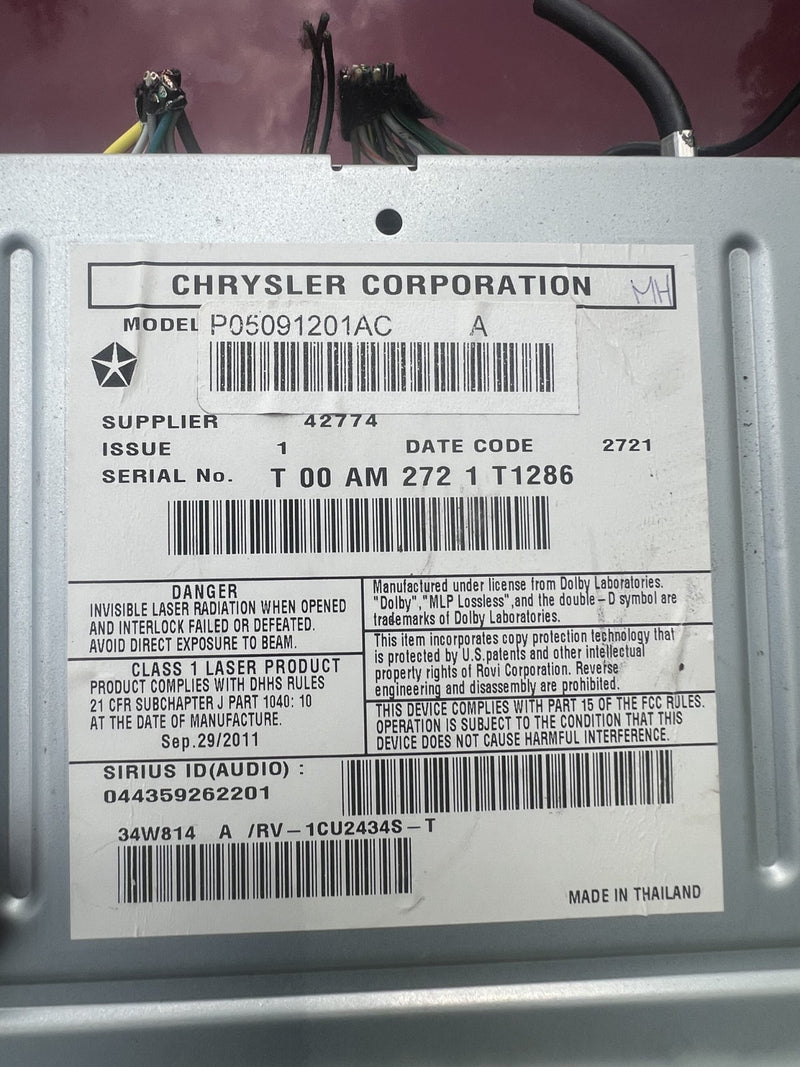 CHRYSLER CORPORATION MH
MODEL P05091201AC A
SUPPLIER 42774
ISSUE 1 DATE CODE 2721
SERIAL No. T 00 AM 272 1 T1286
DANGER
INVISIBLE LASER RADIATION WHEN OPENED
AND INTERLOCK FAILED OR DEFEATED.
AVOID DIRECT EXPOSURE TO BEAM.
CLASS 1 LASER PRODUCT
PRODUCT COMPLIES WITH DHHS RULES
21 CFR SUBCHAPTER J PART 1040: 10
AT THE DATE OF MANUFACTURE.
Sep.29/2011
Manufactured under license from Dolby Laboratories.
"Dolby","MLP Lossless",and the double-D symbol are
trademarks of Dolby Laboratories.
This item incorporates copy protection technology that
is protected by U.S.patents and other intellectual
property rights of Rovi Corporation. Reverse
engineering and disassembly are prohibited.
THIS DEVICE COMPLIES WITH PART 15 OF THE FCC RULES.
OPERATION IS SUBJECT TO THE CONDITION THAT THIS
DEVICE DOES NOT CAUSE HARMFUL INTERFERENCE.
SIRIUS ID(AUDIO) :
044359262201
34W814 A /RV-1CU2434S-T
MADE IN THAILAND